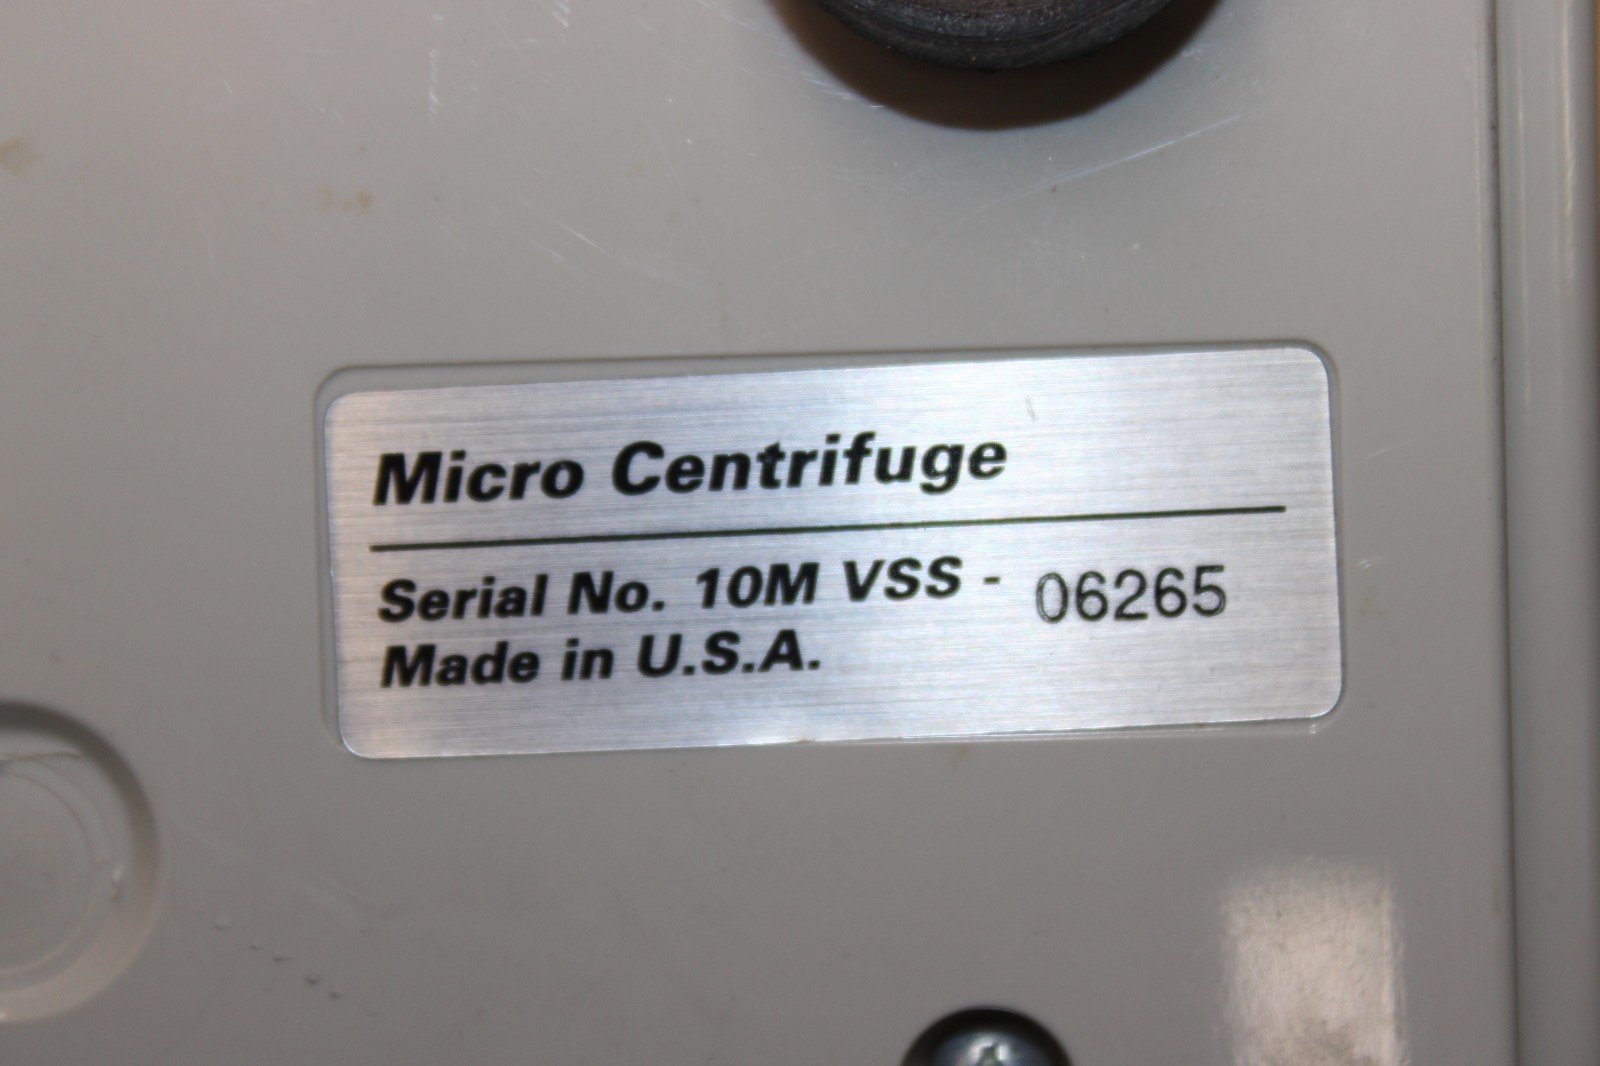 Micro Centrifuge
Serial No. 10M VSS - 06265
Made in U.S.A.